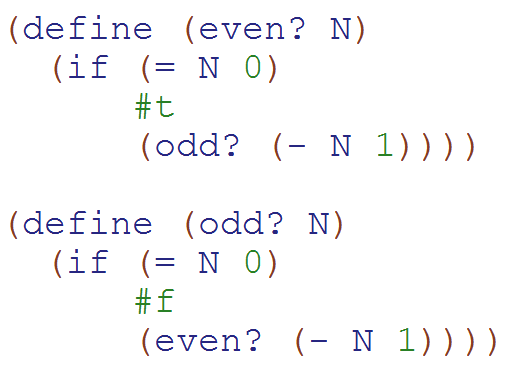 (define (even? N)
  (if (= N 0)
      #t
      (odd? (- N 1))))

(define (odd? N)
  (if (= N 0)
      #f
      (even? (- N 1))))